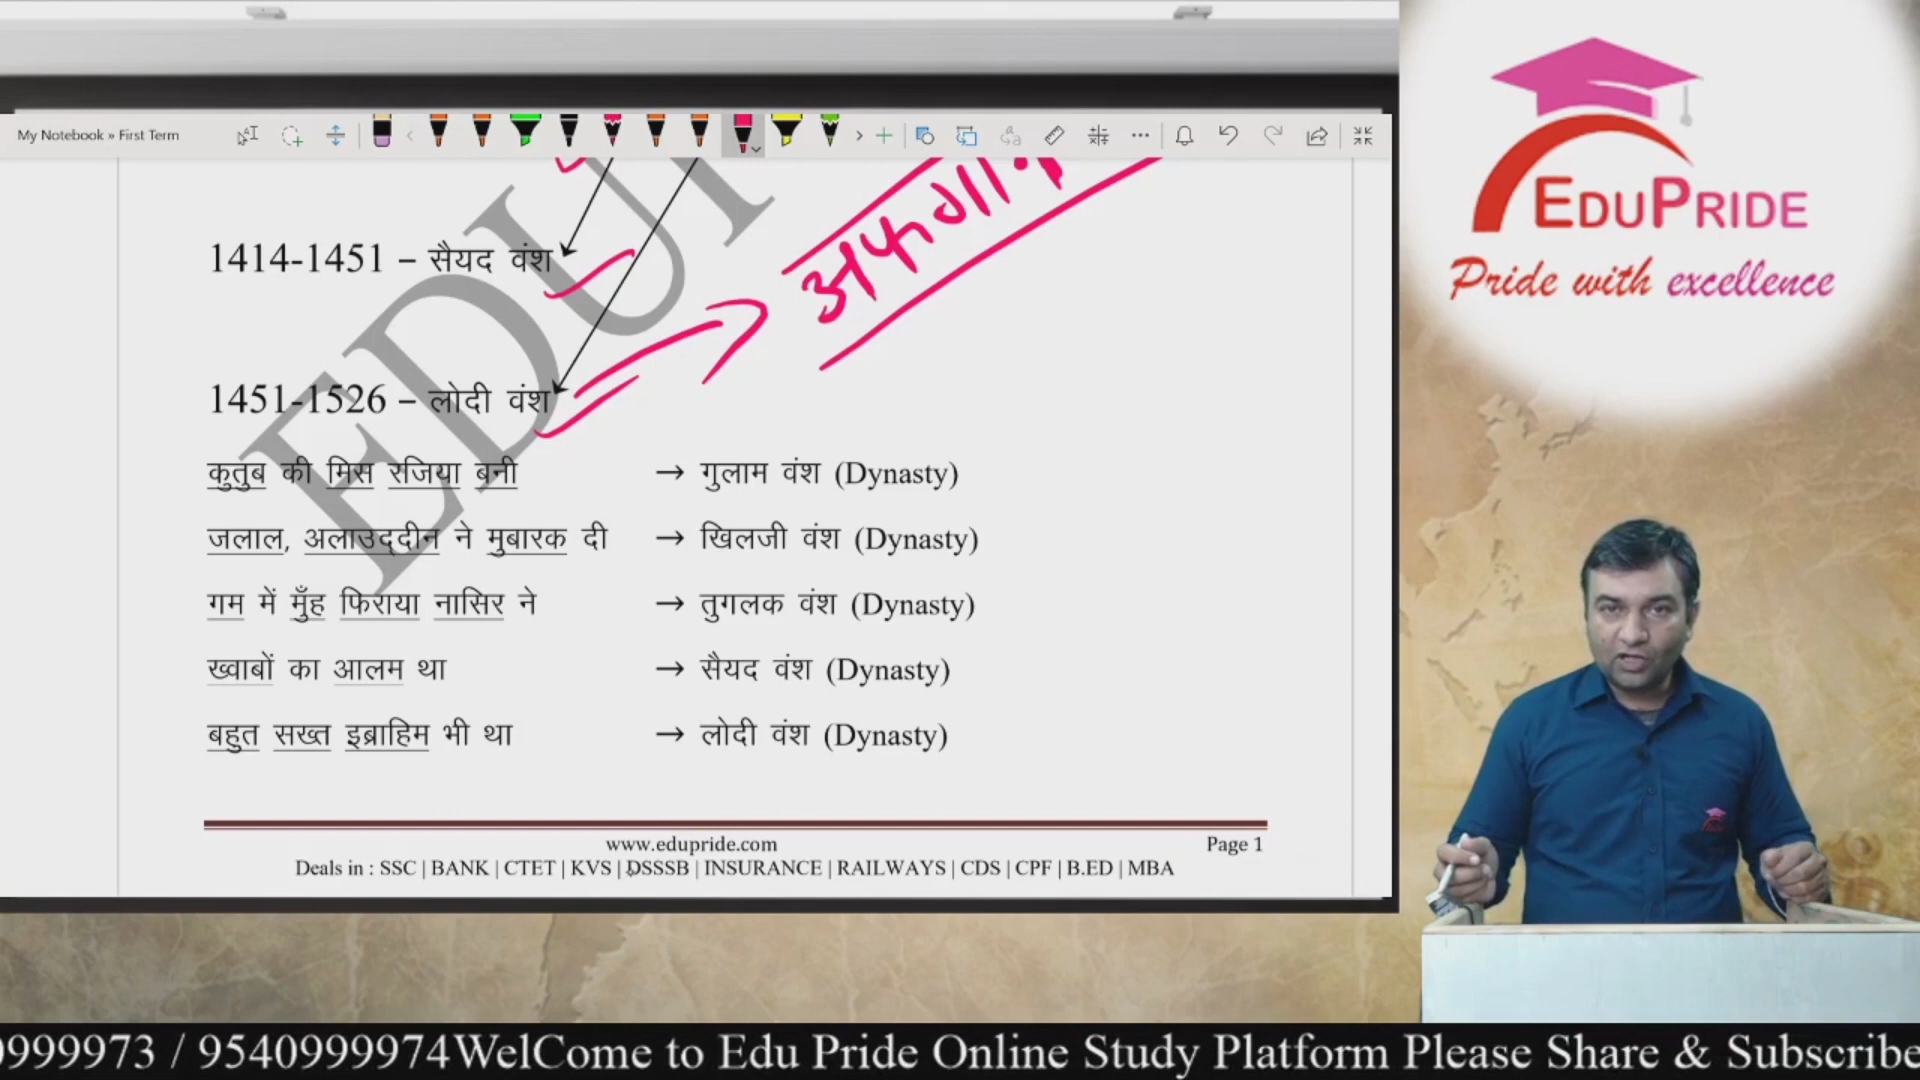 My Notebook » First Term
अफगान
1414-1451 – सैयद वंश
1451-1526 – लोदी वंश
कुतुब की मिस रजिया बनी → गुलाम वंश (Dynasty)
जलाल, अलाउद्दीन ने मुबारक दी → खिलजी वंश (Dynasty)
गम में मुँह फिराया नासिर ने → तुगलक वंश (Dynasty)
ख्वाबों का आलम था → सैयद वंश (Dynasty)
बहुत सख्त इब्राहिम भी था → लोदी वंश (Dynasty)
www.edupride.com
Page 1
Deals in : SSC | BANK | CTET | KVS | DSSSB | INSURANCE | RAILWAYS | CDS | CPF | B.ED | MBA
EDUPRIDE
Pride with excellence
0999973 / 9540999974WelCome to Edu Pride Online Study Platform Please Share & Subscribe